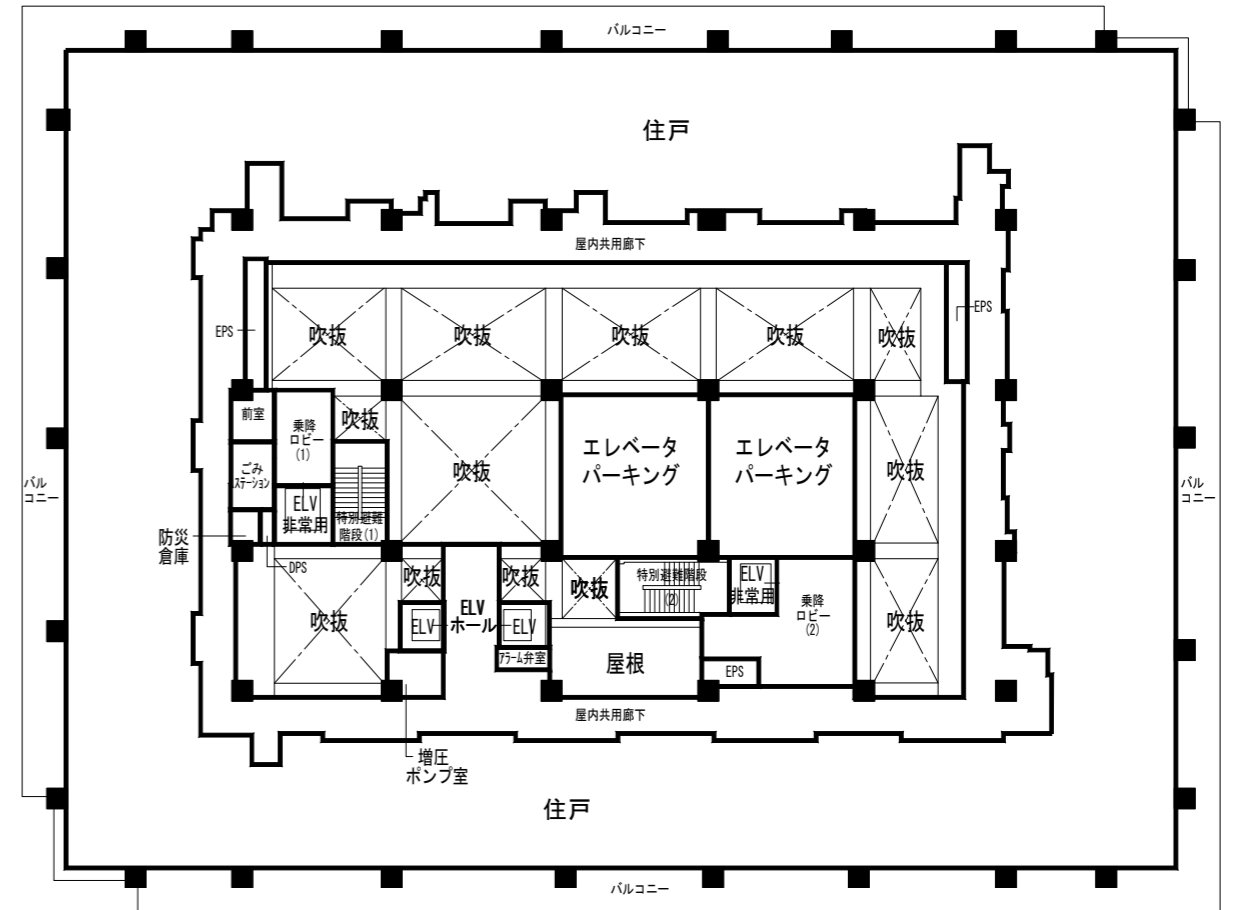 バルコニー
住戸
屋内共用廊下
EPS
EPS
吹抜
吹抜
吹抜
吹抜
吹抜
前室
乗降
ロビー
(1)
吹抜
吹抜
エレベータ
パーキング
エレベータ
パーキング
吹抜
ごみ
ステーション
ELV
非常用
特別避難
階段(1)
バル
コニー
バル
コニー
防災
倉庫
DPS
吹抜
吹抜
ELV
ホール
吹抜
吹抜
特別避難階段
(2)
ELV
非常用
乗降
ロビー
(2)
吹抜
ELV
ELV
アラーム弁室
屋根
EPS
屋内共用廊下
増圧
ポンプ室
住戸
バルコニー